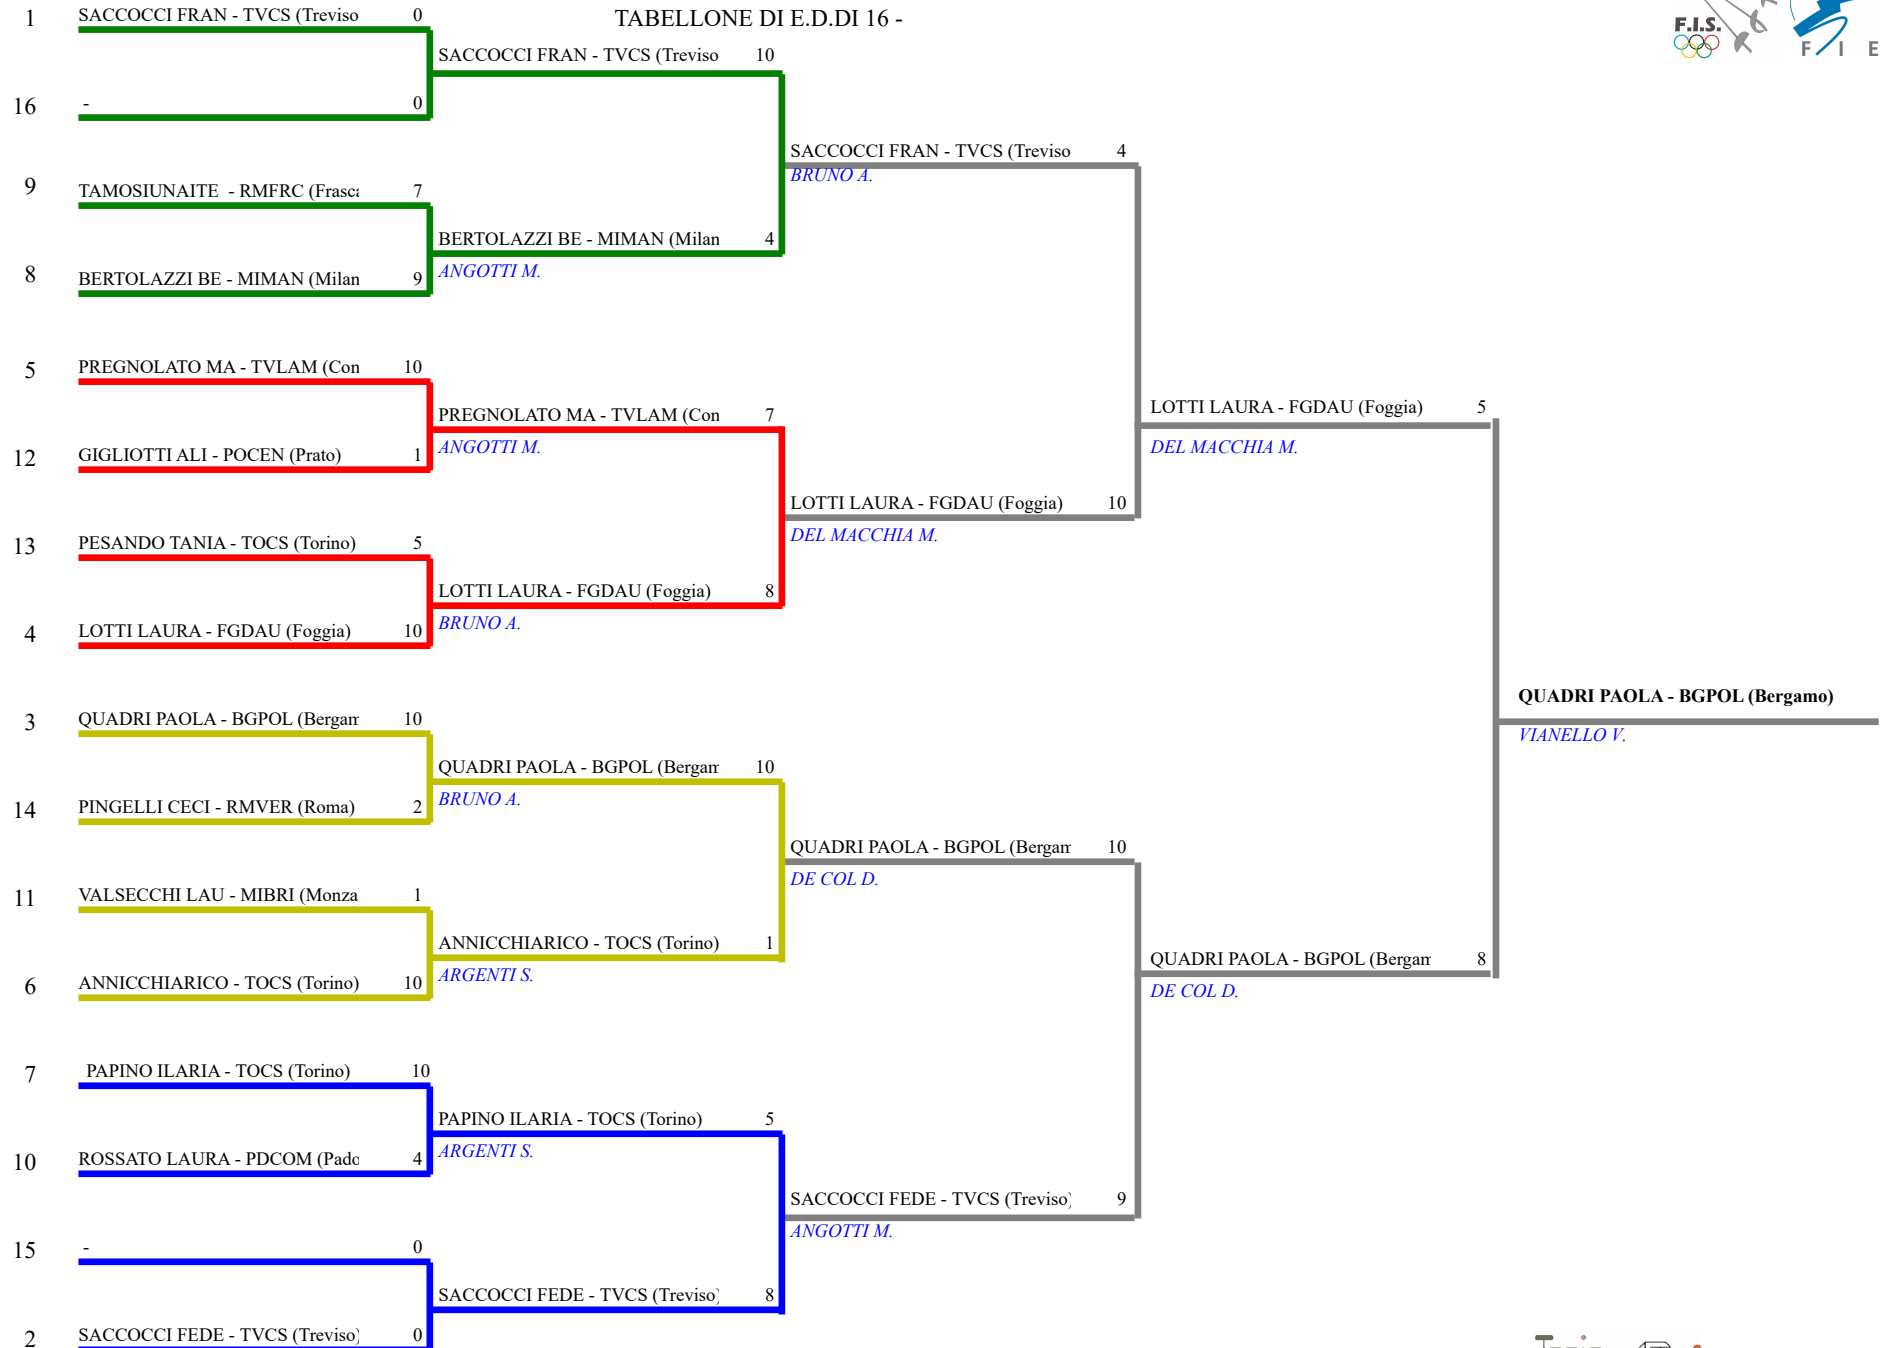 TABELLONE DI E.D.DI 16 -
F.I.S.
F I E
1 SACCOCCI FRAN - TVCS (Treviso 0
SACCOCCI FRAN - TVCS (Treviso 10
16 - 0
SACCOCCI FRAN - TVCS (Treviso 4
BRUNO A.
9 TAMOSIUNAITE - RMFRC (Frasca 7
BERTOLAZZI BE - MIMAN (Milan 4
ANGOTTI M.
8 BERTOLAZZI BE - MIMAN (Milan 9
5 PREGNOLATO MA - TVLAM (Con 10
LOTTI LAURA - FGDAU (Foggia) 5
DEL MACCHIA M.
PREGNOLATO MA - TVLAM (Con 7
ANGOTTI M.
12 GIGLIOTTI ALI - POCEN (Prato) 1
LOTTI LAURA - FGDAU (Foggia) 10
DEL MACCHIA M.
13 PESANDO TANIA - TOCS (Torino) 5
LOTTI LAURA - FGDAU (Foggia) 8
BRUNO A.
4 LOTTI LAURA - FGDAU (Foggia) 10
QUADRI PAOLA - BGPOL (Bergamo)
VIANELLO V.
3 QUADRI PAOLA - BGPOL (Bergam 10
QUADRI PAOLA - BGPOL (Bergam 10
BRUNO A.
14 PINGELLI CECI - RMVER (Roma) 2
QUADRI PAOLA - BGPOL (Bergam 10
DE COL D.
11 VALSECCHI LAU - MIBRI (Monza 1
ANNICCHIARICO - TOCS (Torino) 1
ARGENTI S.
QUADRI PAOLA - BGPOL (Bergam 8
DE COL D.
6 ANNICCHIARICO - TOCS (Torino) 10
7 PAPINO ILARIA - TOCS (Torino) 10
PAPINO ILARIA - TOCS (Torino) 5
ARGENTI S.
10 ROSSATO LAURA - PDCOM (Pado 4
SACCOCCI FEDE - TVCS (Treviso) 9
ANGOTTI M.
15 - 0
SACCOCCI FEDE - TVCS (Treviso) 8
2 SACCOCCI FEDE - TVCS (Treviso) 0